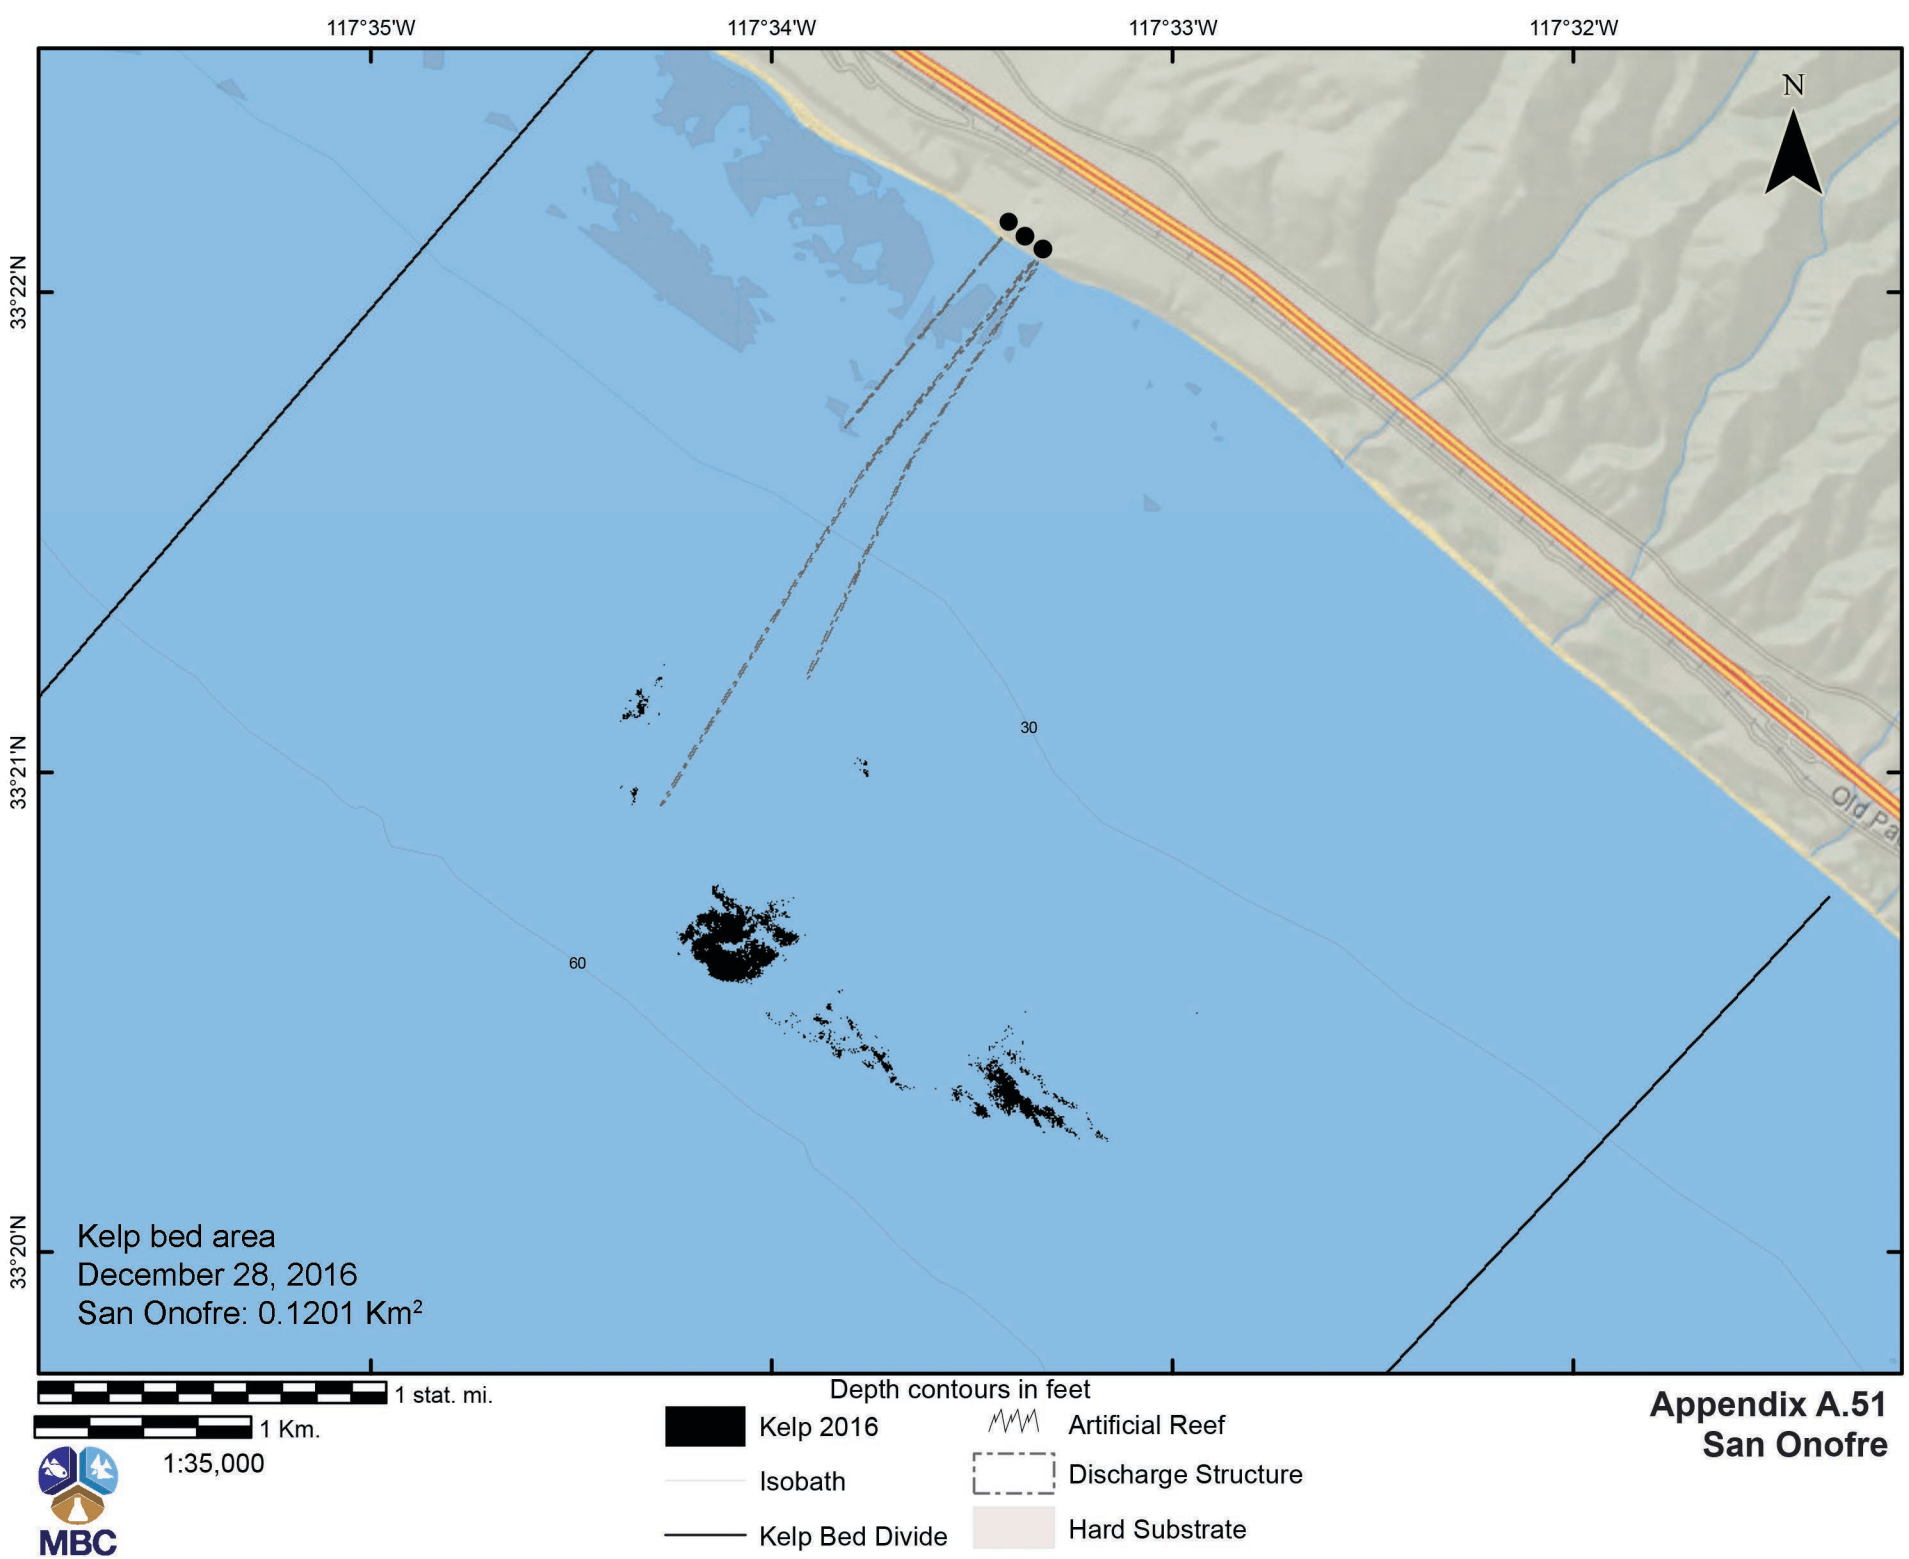 117°35'W
117°34'W
117°33'W
117°32'W
N
33°22'N
33°21'N
33°20'N
30
60
Old Pa
Kelp bed area
December 28, 2016
San Onofre: 0.1201 Km²
1 stat. mi.
1 Km.
1:35,000
MBC
Depth contours in feet
Kelp 2016
Isobath
Kelp Bed Divide
Artificial Reef
Discharge Structure
Hard Substrate
Appendix A.51
San Onofre